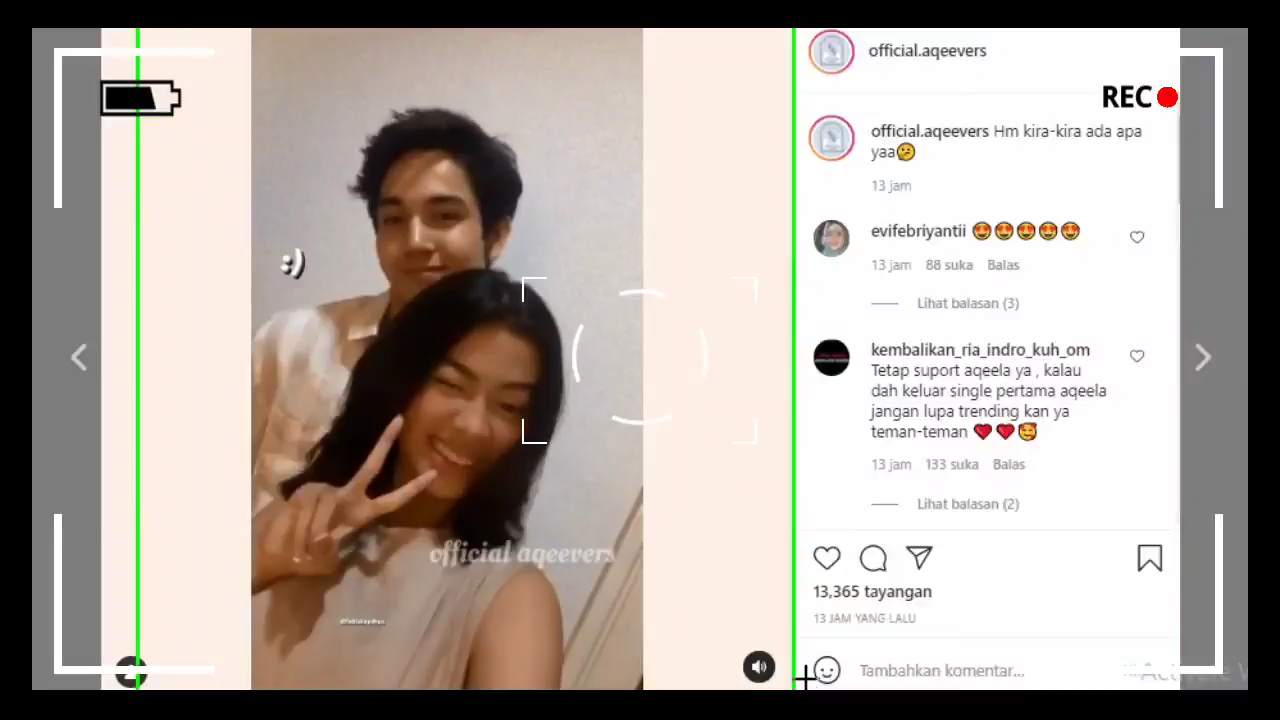 official.aqeevers
REC
official.aqeevers Hm kira-kira ada apa
yaa🫤
13 jam
evifebriyantii 😍😍😍😍😍
13 jam 88 suka Balas
Lihat balasan (3)
kembalikan_ria_indro_kuh_om
Tetap suport aqeela ya , kalau
dah keluar single pertama aqeela
jangan lupa trending kan ya
teman-teman ❤️❤️🥰
13 jam 133 suka Balas
Lihat balasan (2)
:)
official aqeevers
13,365 tayangan
13 JAM YANG LALU
Tambahkan komentar...